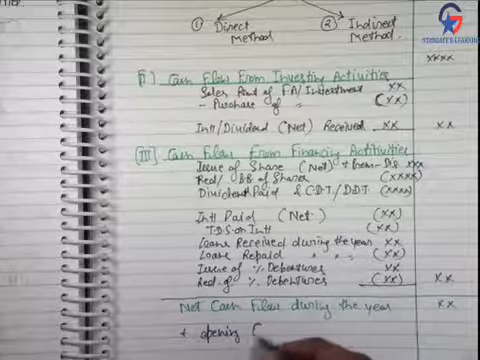 ① Direct Method
② Indirect Method.
xxxx
Cash Flow From Investing Activities
Sales Part of FA/Investment xx
- Purchase of " (xx)
Intt/Dividend (Net) Received xx xx
[III] Cash Flow From Financing Activities
Issue of Share (Net) + Prem - Dis xxx
Red/B.B of Shares (xxxx)
Dividend Paid & C.D.T./D.D.T. (xxxx)
Intt Paid (Net) (xx)
T.D.S on Intt (xx)
Loans Received during the year xx
Loans Repaid " " (xx)
Issue of % Debentures xx
Red. of % Debentures (xx) xx
Net Cash Flow during the year xx
+ opening
STARGATE E-LEARNIN